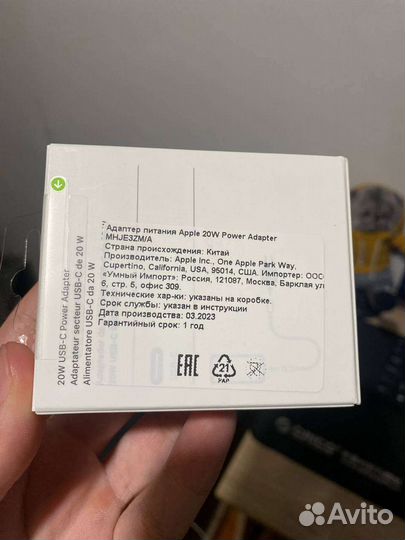 Адаптер питания Apple 20W Power Adapter
MHJE3ZM/A
Страна происхождения: Китай
Производитель: Apple Inc., One Apple Park Way,
Cupertino, California, USA, 95014, США. Импортер: ООО
«Умный Импорт»: Россия, 121087, Москва, Барклая ул
6, стр. 5, офис 309.
Технические хар-ки: указаны на коробке.
Срок службы: указан в инструкции
Дата производства: 03.2023
Гарантийный срок: 1 год
EAC
21
PAP
20W USB-C Power Adapter
Adaptateur secteur USB-C de 20 W
Alimentatore USB-C da 20 W
Avito